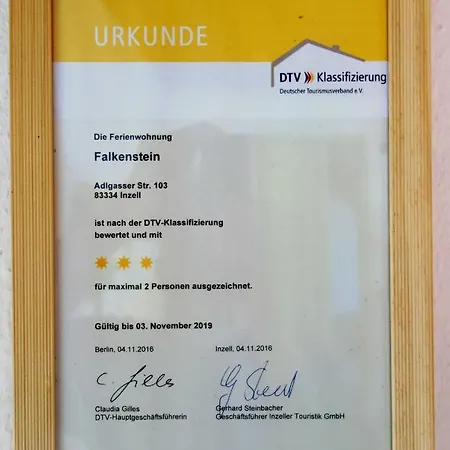 URKUNDE
DTV Klassifizierung
Deutscher Tourismusverband e.V.
Die Ferienwohnung
Falkenstein
Adlgasser Str. 103
83334 Inzell
ist nach der DTV-Klassifizierung
bewertet und mit
für maximal 2 Personen ausgezeichnet.
Gültig bis 03. November 2019
Berlin, 04.11.2016
Inzell, 04.11.2016
C. Gilles
Claudia Gilles
DTV-Hauptgeschäftsführerin
Gerhard Steinbacher
Geschäftsführer Inzeller Touristik GmbH